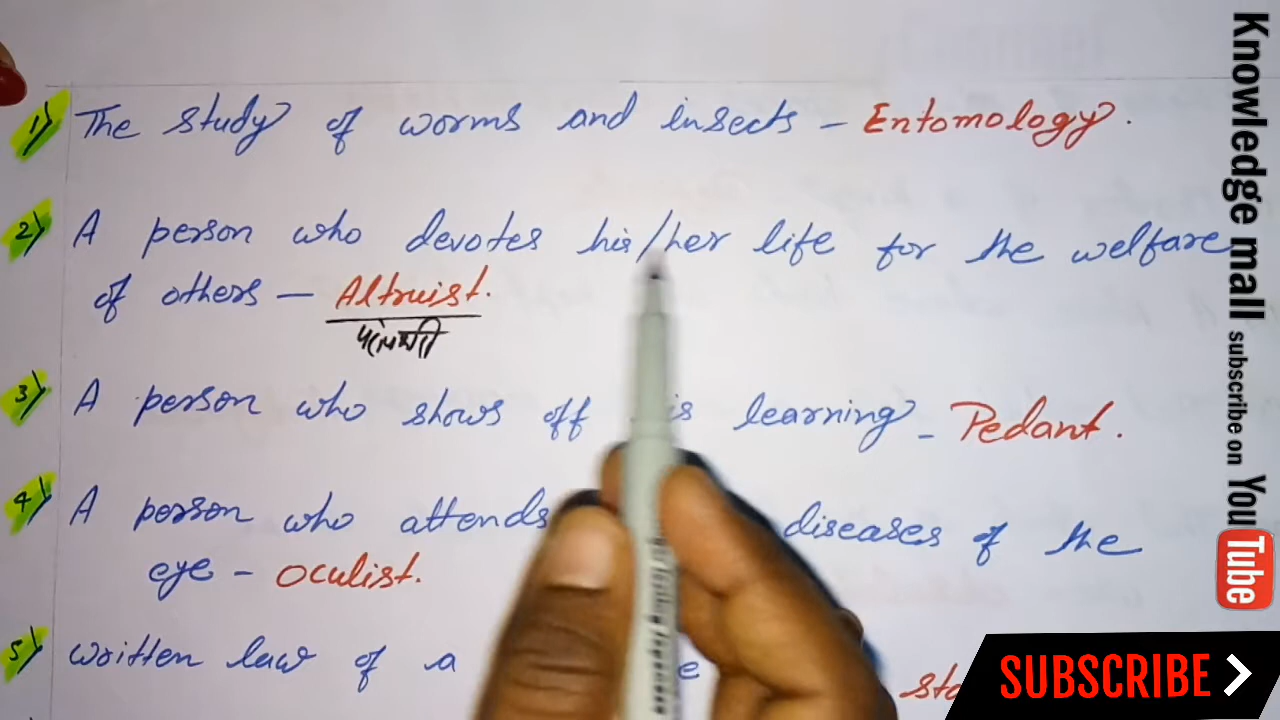 1) The study of worms and insects - Entomology.
2) A person who devotes his/her life for the welfare
of others - Altruist.
3) A person who shows off is learning - Pedant.
4) A person who attends diseases of the
eye - Oculist.
5) written law of a
Knowledge mall subscribe on YouTube
SUBSCRIBE